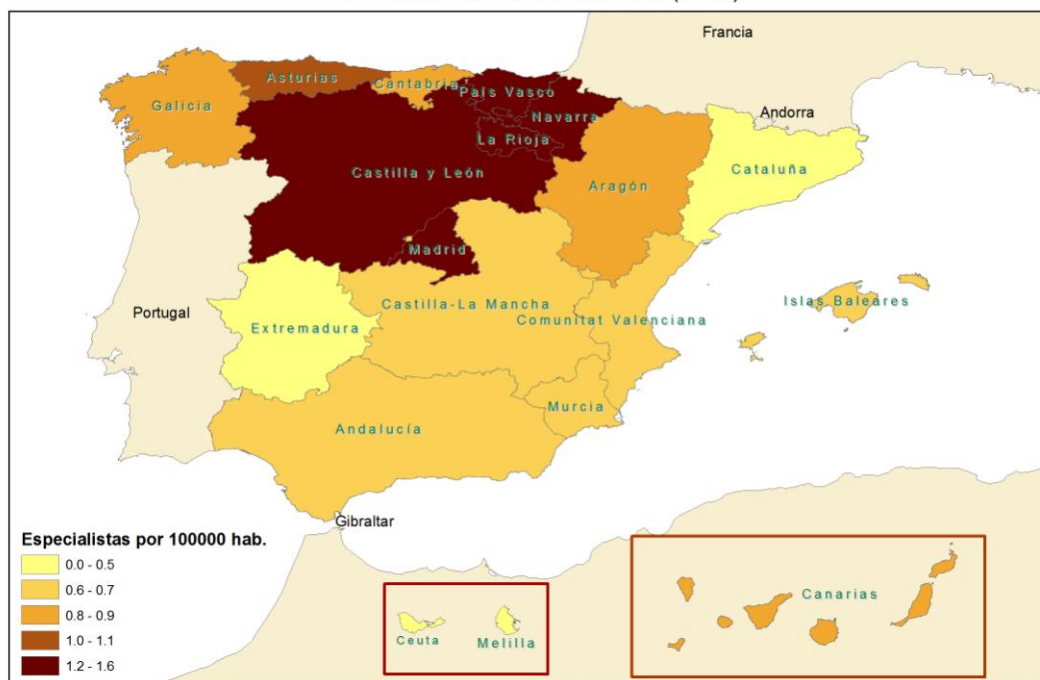 Francia
Asturias
Cantabria
País Vasco
Galicia
Navarra
Andorra
La Rioja
Castilla y León
Aragón
Cataluña
Madrid
Portugal
Castilla-La Mancha
Islas Baleares
Extremadura
Comunitat Valenciana
Murcia
Andalucía
Gibraltar
Especialistas por 100000 hab.
0.0 - 0.5
0.6 - 0.7
0.8 - 0.9
1.0 - 1.1
1.2 - 1.6
Ceuta
Melilla
Canarias